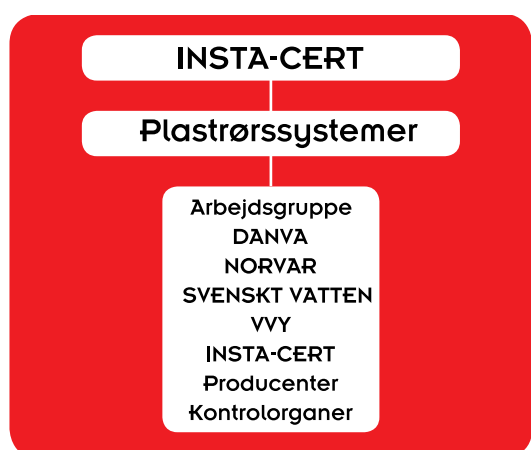 INSTA-CERT
Plastrørssystemer
Arbejdsgruppe
DANVA
NORVAR
SVENSKT VATTEN
VVY
INSTA-CERT
Producenter
Kontrolorganer